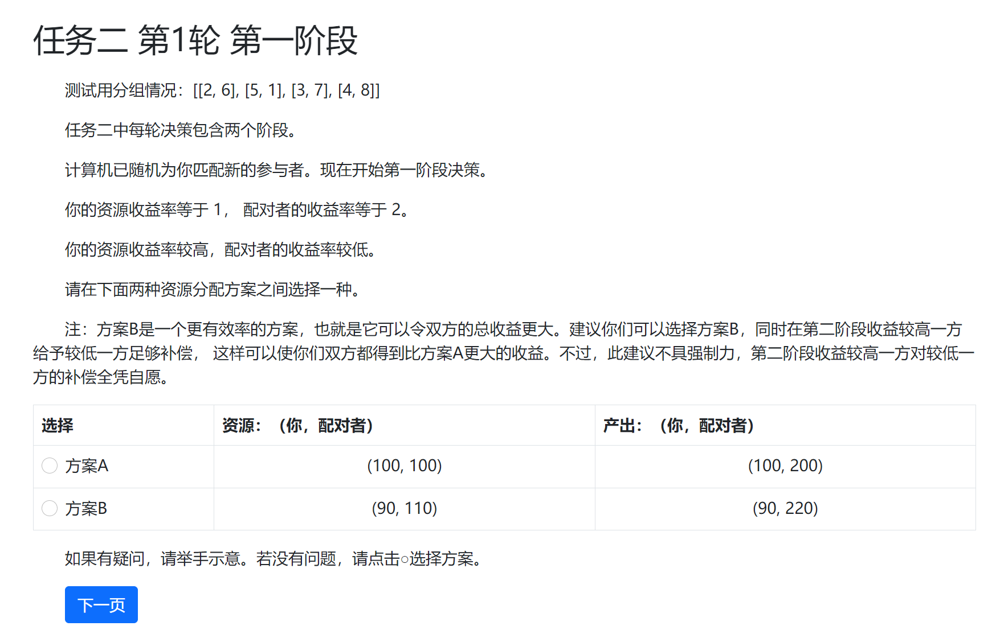 任务二 第1轮 第一阶段
测试用分组情况：[[2, 6], [5, 1], [3, 7], [4, 8]]
任务二中每轮决策包含两个阶段。
计算机已随机为你匹配新的参与者。现在开始第一阶段决策。
你的资源收益率等于 1， 配对者的收益率等于 2。
你的资源收益率较高，配对者的收益率较低。
请在下面两种资源分配方案之间选择一种。
注：方案B是一个更有效率的方案，也就是它可以令双方的总收益更大。建议你们可以选择方案B，同时在第二阶段收益较高一方
给予较低一方足够补偿， 这样可以使你们双方都得到比方案A更大的收益。不过，此建议不具强制力，第二阶段收益较高一方对较低一
方的补偿全凭自愿。
选择 资源：（你，配对者） 产出：（你，配对者）
方案A (100, 100) (100, 200)
方案B (90, 110) (90, 220)
如果有疑问，请举手示意。若没有问题，请点击○选择方案。
下一页